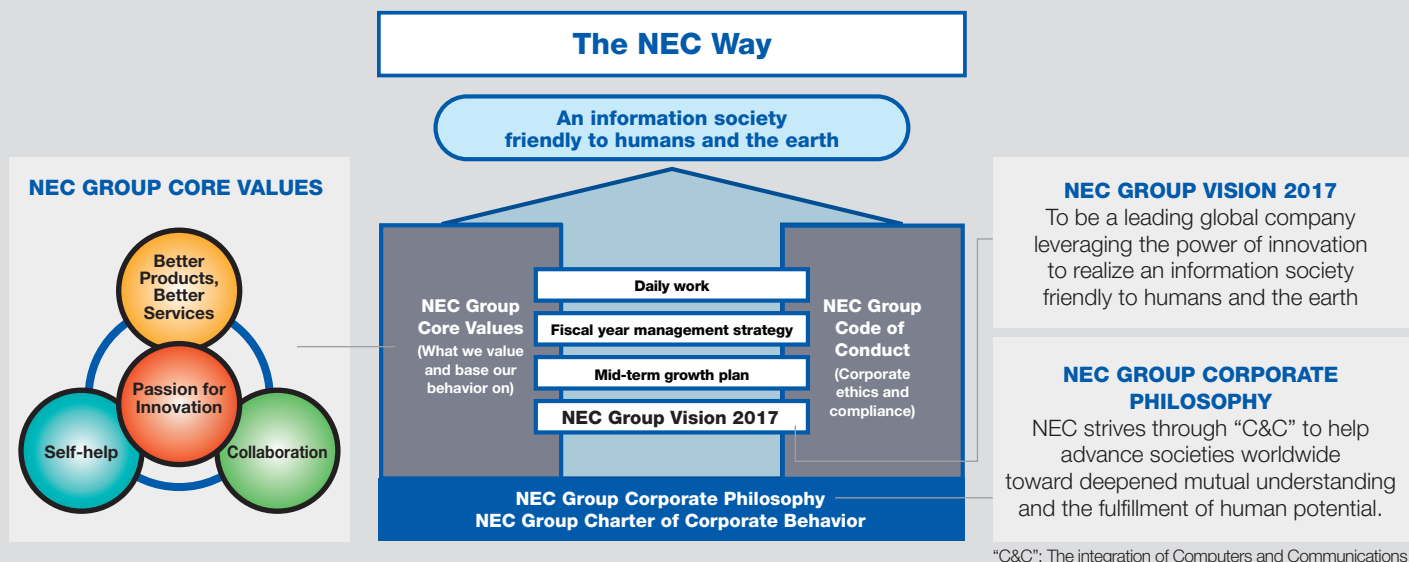 The NEC Way
An information society
friendly to humans and the earth
NEC GROUP CORE VALUES
Better
Products,
Better
Services
Passion for
Innovation
Self-help
Collaboration
NEC Group
Core Values
(What we value
and base our
behavior on)
Daily work
Fiscal year management strategy
Mid-term growth plan
NEC Group Vision 2017
NEC Group
Code of
Conduct
(Corporate
ethics and
compliance)
NEC Group Corporate Philosophy
NEC Group Charter of Corporate Behavior
NEC GROUP VISION 2017
To be a leading global company
leveraging the power of innovation
to realize an information society
friendly to humans and the earth
NEC GROUP CORPORATE
PHILOSOPHY
NEC strives through “C&C” to help
advance societies worldwide
toward deepened mutual understanding
and the fulfillment of human potential.
“C&C”: The integration of Computers and Communications